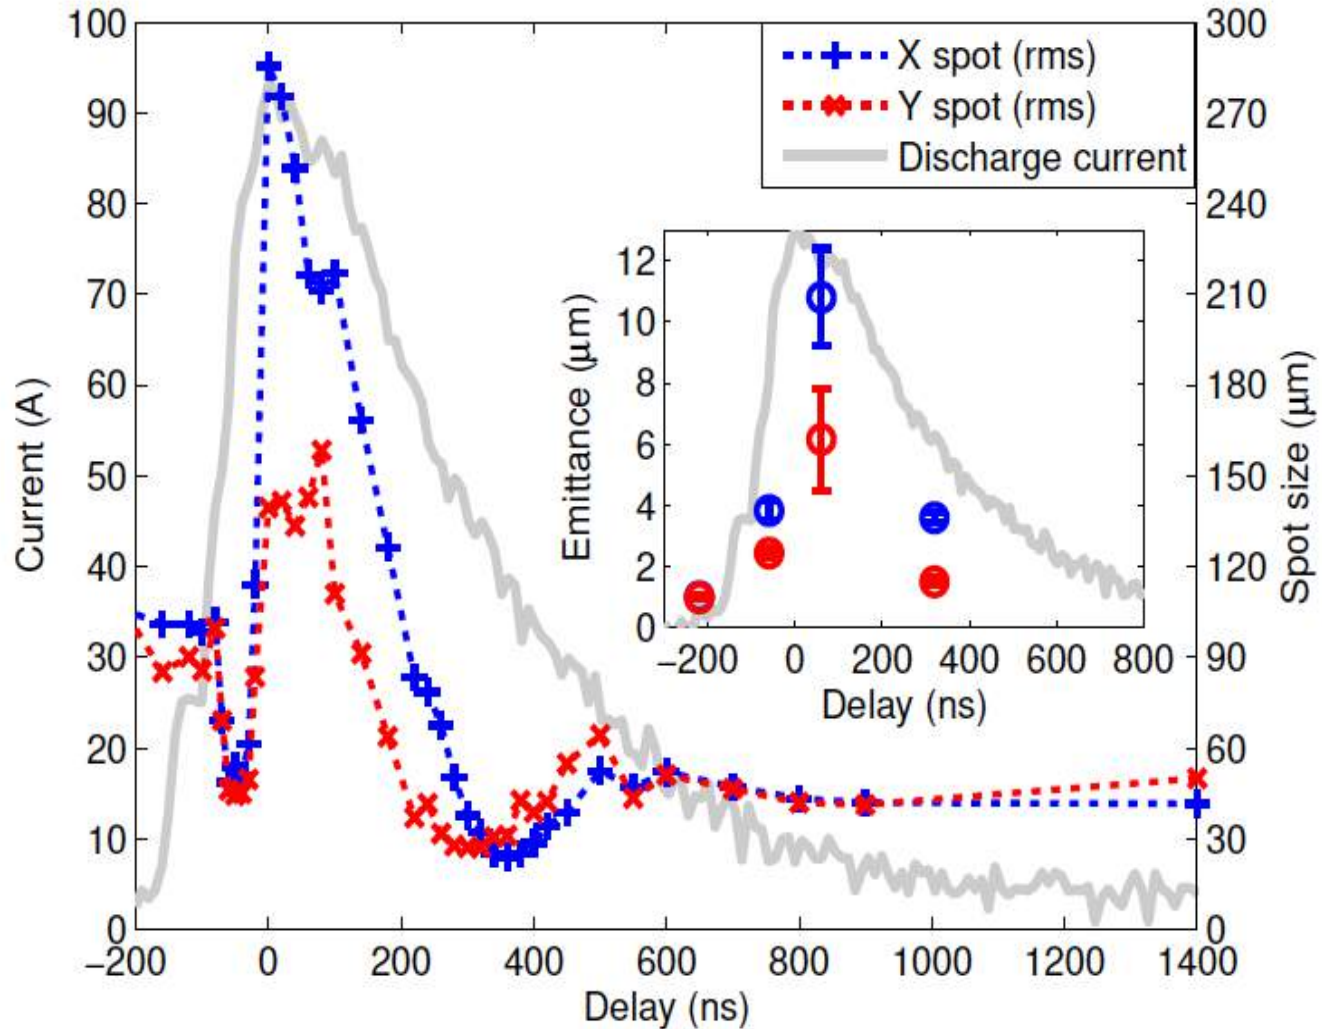 100
90
80
70
60
50
40
30
20
10
0
Current (A)
300
270
240
210
180
150
120
90
60
30
0
Spot size (μm)
X spot (rms)
Y spot (rms)
Discharge current
12
10
8
6
4
2
0
Emittance (μm)
−200 0 200 400 600 800
Delay (ns)
−200 0 200 400 600 800 1000 1200 1400
Delay (ns)